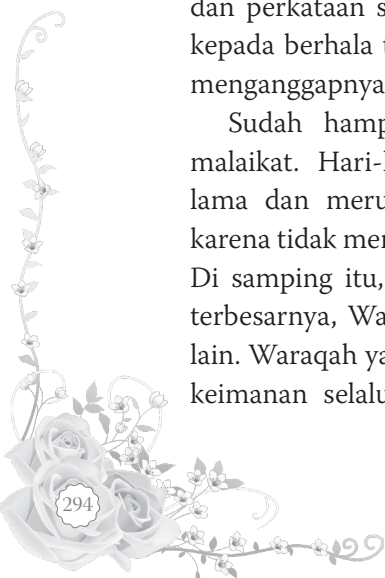 dan perkataan s
kepada berhala t
menganggapnya
Sudah hamp
malaikat. Hari-
lama dan meru
karena tidak mer
Di samping itu,
terbesarnya, Wa
lain. Waraqah ya
keimanan selalu
294